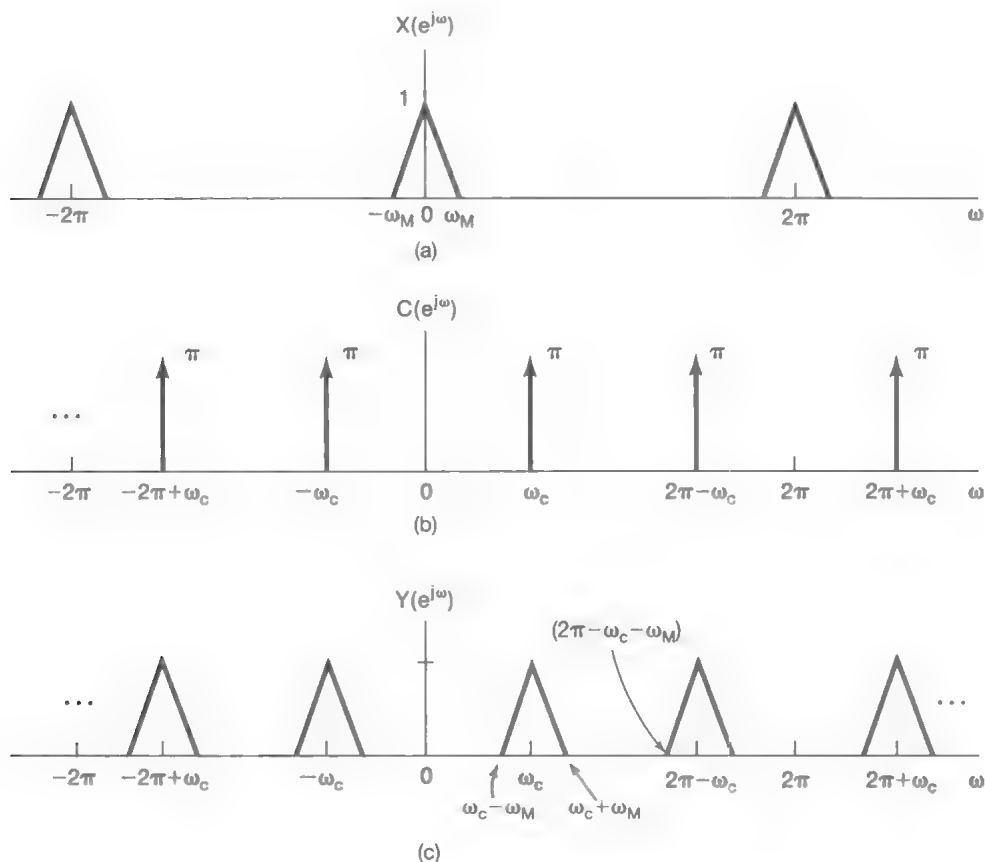 X(e^{jω})
1
−2π −ω_M 0 ω_M 2π ω
(a)
C(e^{jω})
π π π π π
...
−2π −2π+ω_c −ω_c 0 ω_c 2π−ω_c 2π 2π+ω_c ω
(b)
Y(e^{jω})
(2π−ω_c−ω_M)
... ...
−2π −2π+ω_c −ω_c 0 ω_c 2π−ω_c 2π 2π+ω_c ω
ω_c−ω_M ω_c+ω_M
(c)